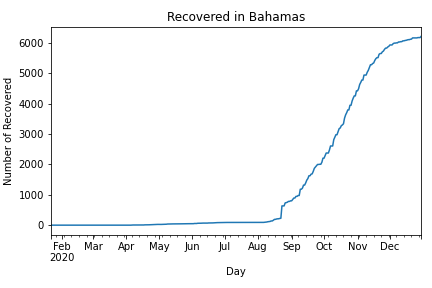 Recovered in Bahamas
Number of Recovered
6000
5000
4000
3000
2000
1000
0
Feb Mar Apr May Jun Jul Aug Sep Oct Nov Dec
2020
Day